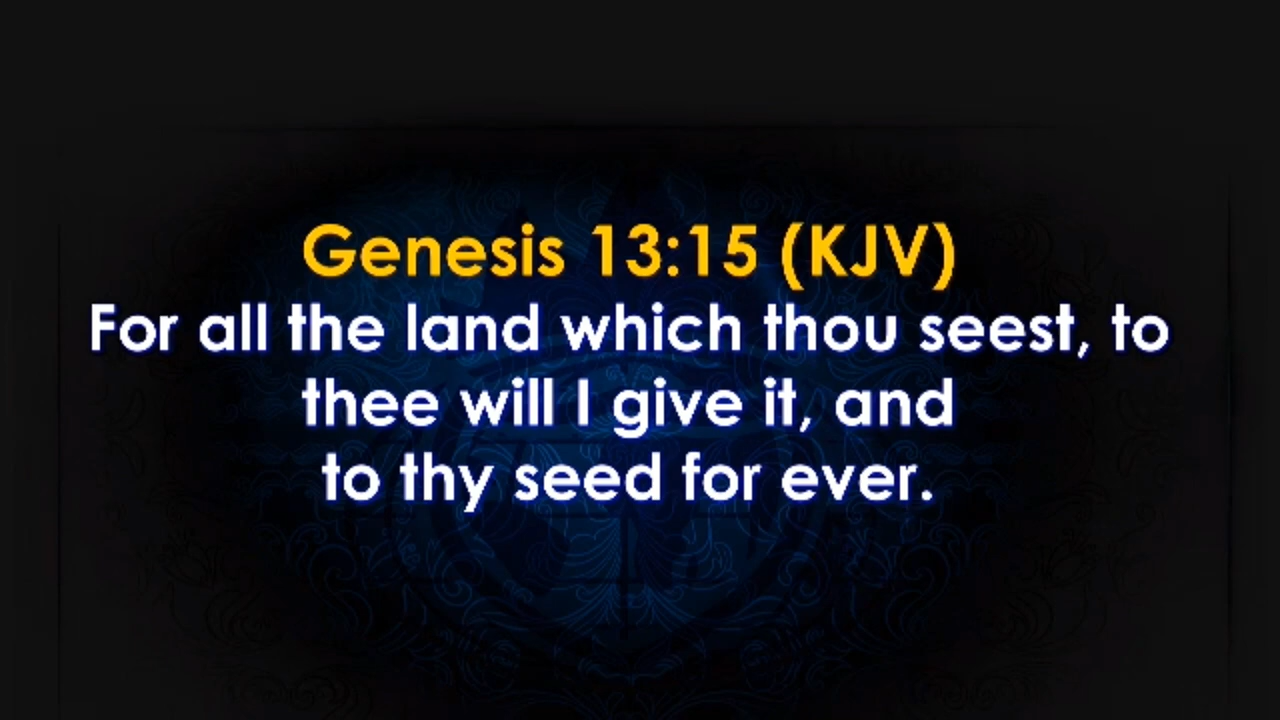 Genesis 13:15 (KJV)
For all the land which thou seest, to
thee will I give it, and
to thy seed for ever.